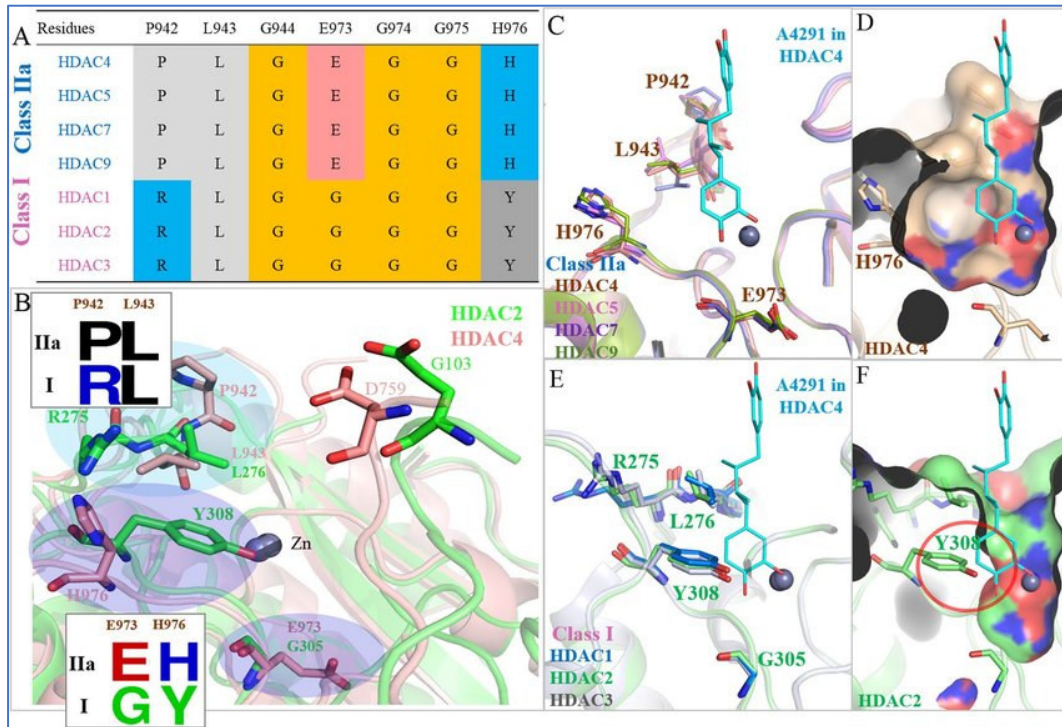 A
Residues P942 L943 G944 E973 G974 G975 H976
Class IIa
HDAC4 P L G E G G H
HDAC5 P L G E G G H
HDAC7 P L G E G G H
HDAC9 P L G E G G H
Class I
HDAC1 R L G G G G Y
HDAC2 R L G G G G Y
HDAC3 R L G G G G Y
B
P942 L943
IIa PL
I RL
HDAC2
HDAC4
G103
D759
P942
R275
L943
L276
Y308
Zn
H976
E973
G305
E973 H976
IIa EH
I GY
C
A4291 in
HDAC4
P942
L943
H976
Class IIa
HDAC4
HDAC5
HDAC7
HDAC9
E973
D
H976
HDAC4
E
A4291 in
HDAC4
R275
L276
Y308
G305
Class I
HDAC1
HDAC2
HDAC3
F
Y308
HDAC2